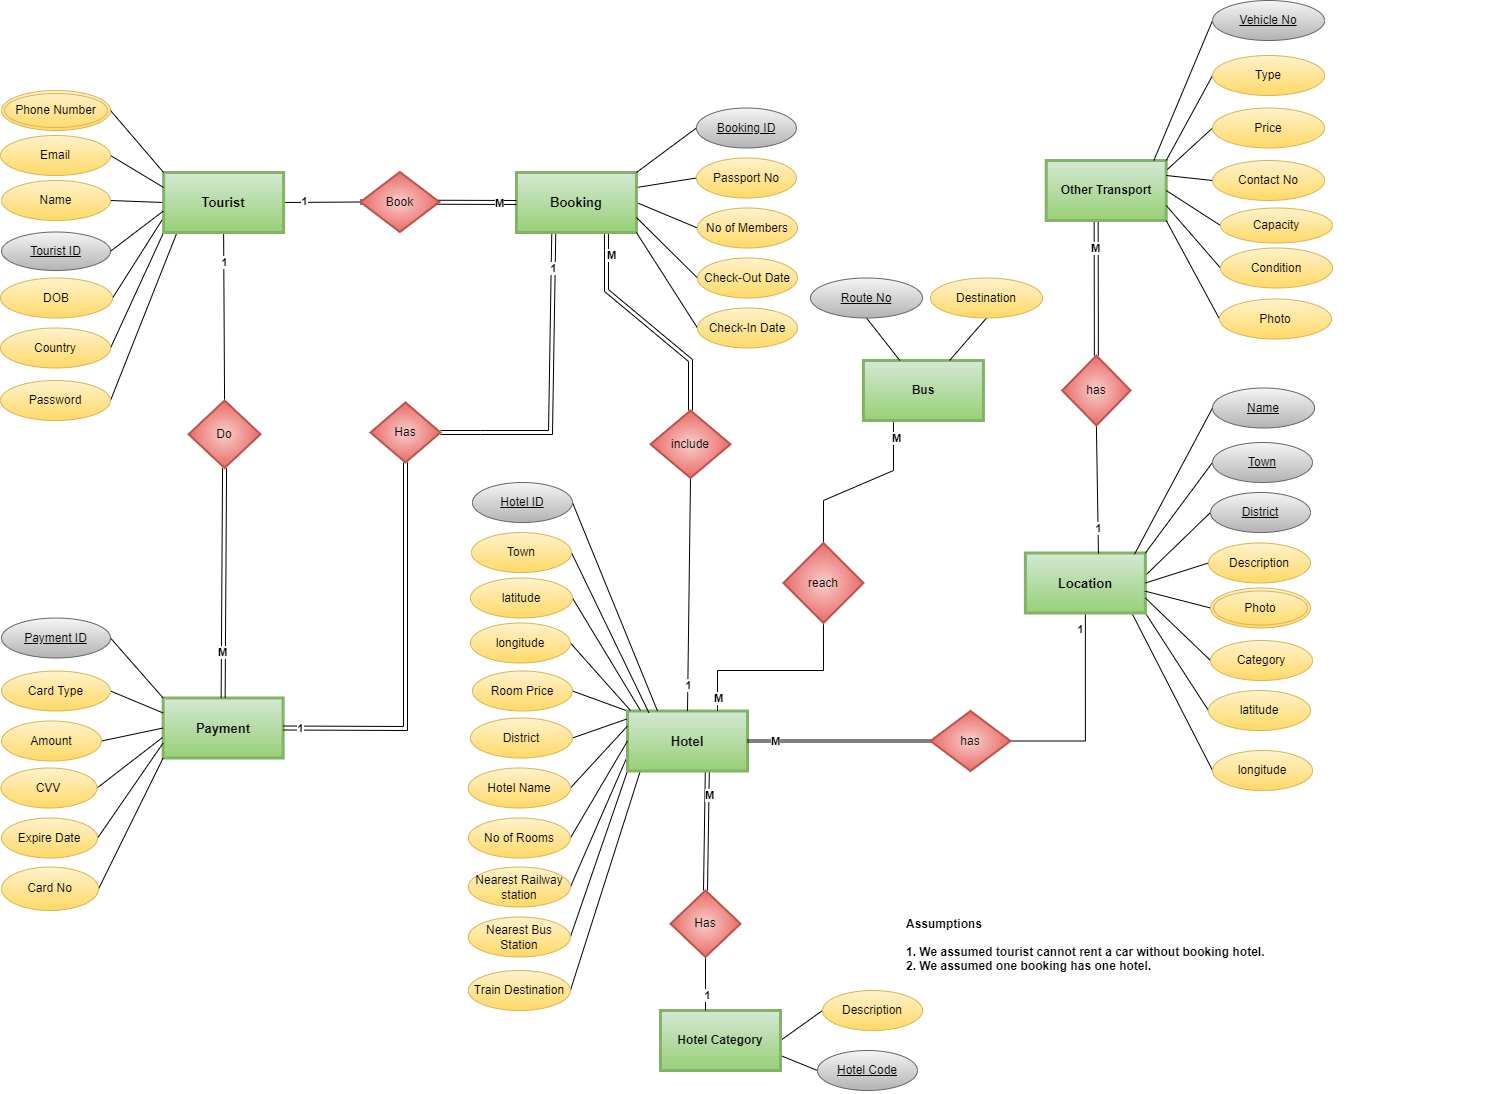 Vehicle No
Type
Price
Contact No
Capacity
Condition
Photo
Other Transport
M
has
1
Phone Number
Email
Name
Tourist ID
DOB
Country
Password
Tourist
1
Book
M
Booking
Booking ID
Passport No
No of Members
Check-Out Date
Check-In Date
1
M
1
Do
M
Has
include
1
Route No
Destination
Bus
M
reach
M
Name
Town
District
Description
Photo
Category
latitude
longitude
Location
1
Payment ID
Card Type
Amount
CVV
Expire Date
Card No
Payment
1
Hotel ID
Town
latitude
longitude
Room Price
District
Hotel Name
No of Rooms
Nearest Railway
station
Nearest Bus
Station
Train Destination
Hotel
M
has
M
Has
1
Hotel Category
Description
Hotel Code
Assumptions
1. We assumed tourist cannot rent a car without booking hotel.
2. We assumed one booking has one hotel.